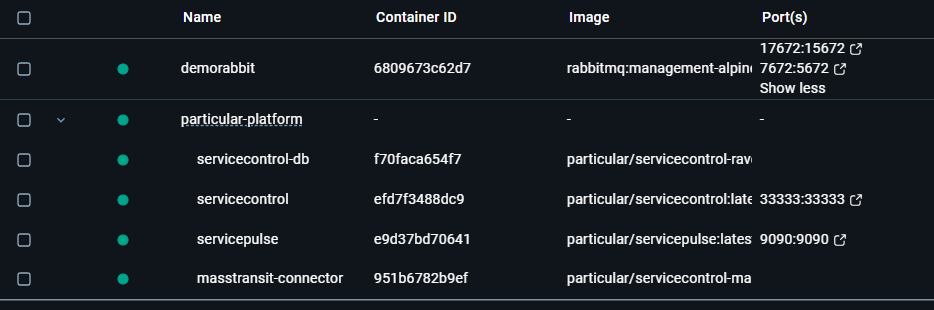 Name Container ID Image Port(s)
17672:15672
demorabbit 6809673c62d7 rabbitmq:management-alpine 7672:5672
Show less
particular-platform - - -
servicecontrol-db f70faca654f7 particular/servicecontrol-rav
servicecontrol efd7f3488dc9 particular/servicecontrol:late 33333:33333
servicepulse e9d37bd70641 particular/servicepulse:lates 9090:9090
masstransit-connector 951b6782b9ef particular/servicecontrol-ma